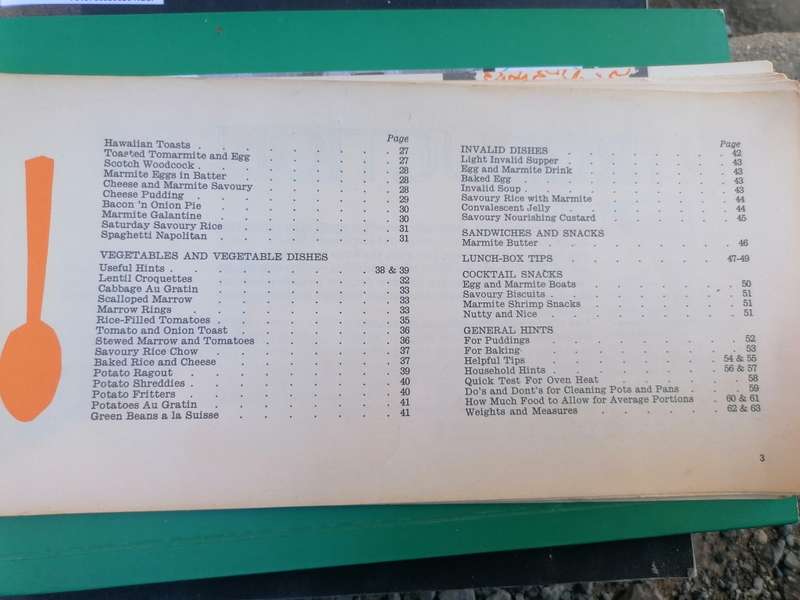 Page
Hawaiian Toasts . . . . . . . 27
Toasted Tomarmite and Egg . . . . . 27
Scotch Woodcock . . . . . . . 28
Marmite Eggs in Batter . . . . . . 28
Cheese and Marmite Savoury . . . . . 28
Cheese Pudding . . . . . . . 29
Bacon 'n Onion Pie . . . . . . 30
Marmite Galantine . . . . . . 30
Saturday Savoury Rice . . . . . . 31
Spaghetti Napolitan . . . . . . 31
VEGETABLES AND VEGETABLE DISHES
Useful Hints . . . . . . . 38 & 39
Lentil Croquettes . . . . . . . 32
Cabbage Au Gratin . . . . . . . 33
Scalloped Marrow . . . . . . . 33
Marrow Rings . . . . . . . 33
Rice-Filled Tomatoes . . . . . . 35
Tomato and Onion Toast . . . . . . 36
Stewed Marrow and Tomatoes . . . . . 36
Savoury Rice Chow . . . . . . 37
Baked Rice and Cheese . . . . . . 37
Potato Ragout . . . . . . . 39
Potato Shreddies . . . . . . . 40
Potato Fritters . . . . . . . 40
Potatoes Au Gratin . . . . . . . 41
Green Beans a la Suisse . . . . . . 41
Page
INVALID DISHES . . . . . . 42
Light Invalid Supper . . . . . . 43
Egg and Marmite Drink . . . . . 43
Baked Egg . . . . . . . 43
Invalid Soup . . . . . . . 43
Savoury Rice with Marmite . . . . . 44
Convalescent Jelly . . . . . . 44
Savoury Nourishing Custard . . . . . 45
SANDWICHES AND SNACKS
Marmite Butter . . . . . . 46
LUNCH-BOX TIPS . . . . . . 47-49
COCKTAIL SNACKS
Egg and Marmite Boats . . . . . 50
Savoury Biscuits . . . . . . 51
Marmite Shrimp Snacks . . . . . 51
Nutty and Nice . . . . . . 51
GENERAL HINTS
For Puddings . . . . . . . 52
For Baking . . . . . . . 53
Helpful Tips . . . . . . 54 & 55
Household Hints . . . . . . 56 & 57
Quick Test For Oven Heat . . . . . 58
Do's and Dont's for Cleaning Pots and Pans . . . 59
How Much Food to Allow for Average Portions . 60 & 61
Weights and Measures . . . . . 62 & 63
3